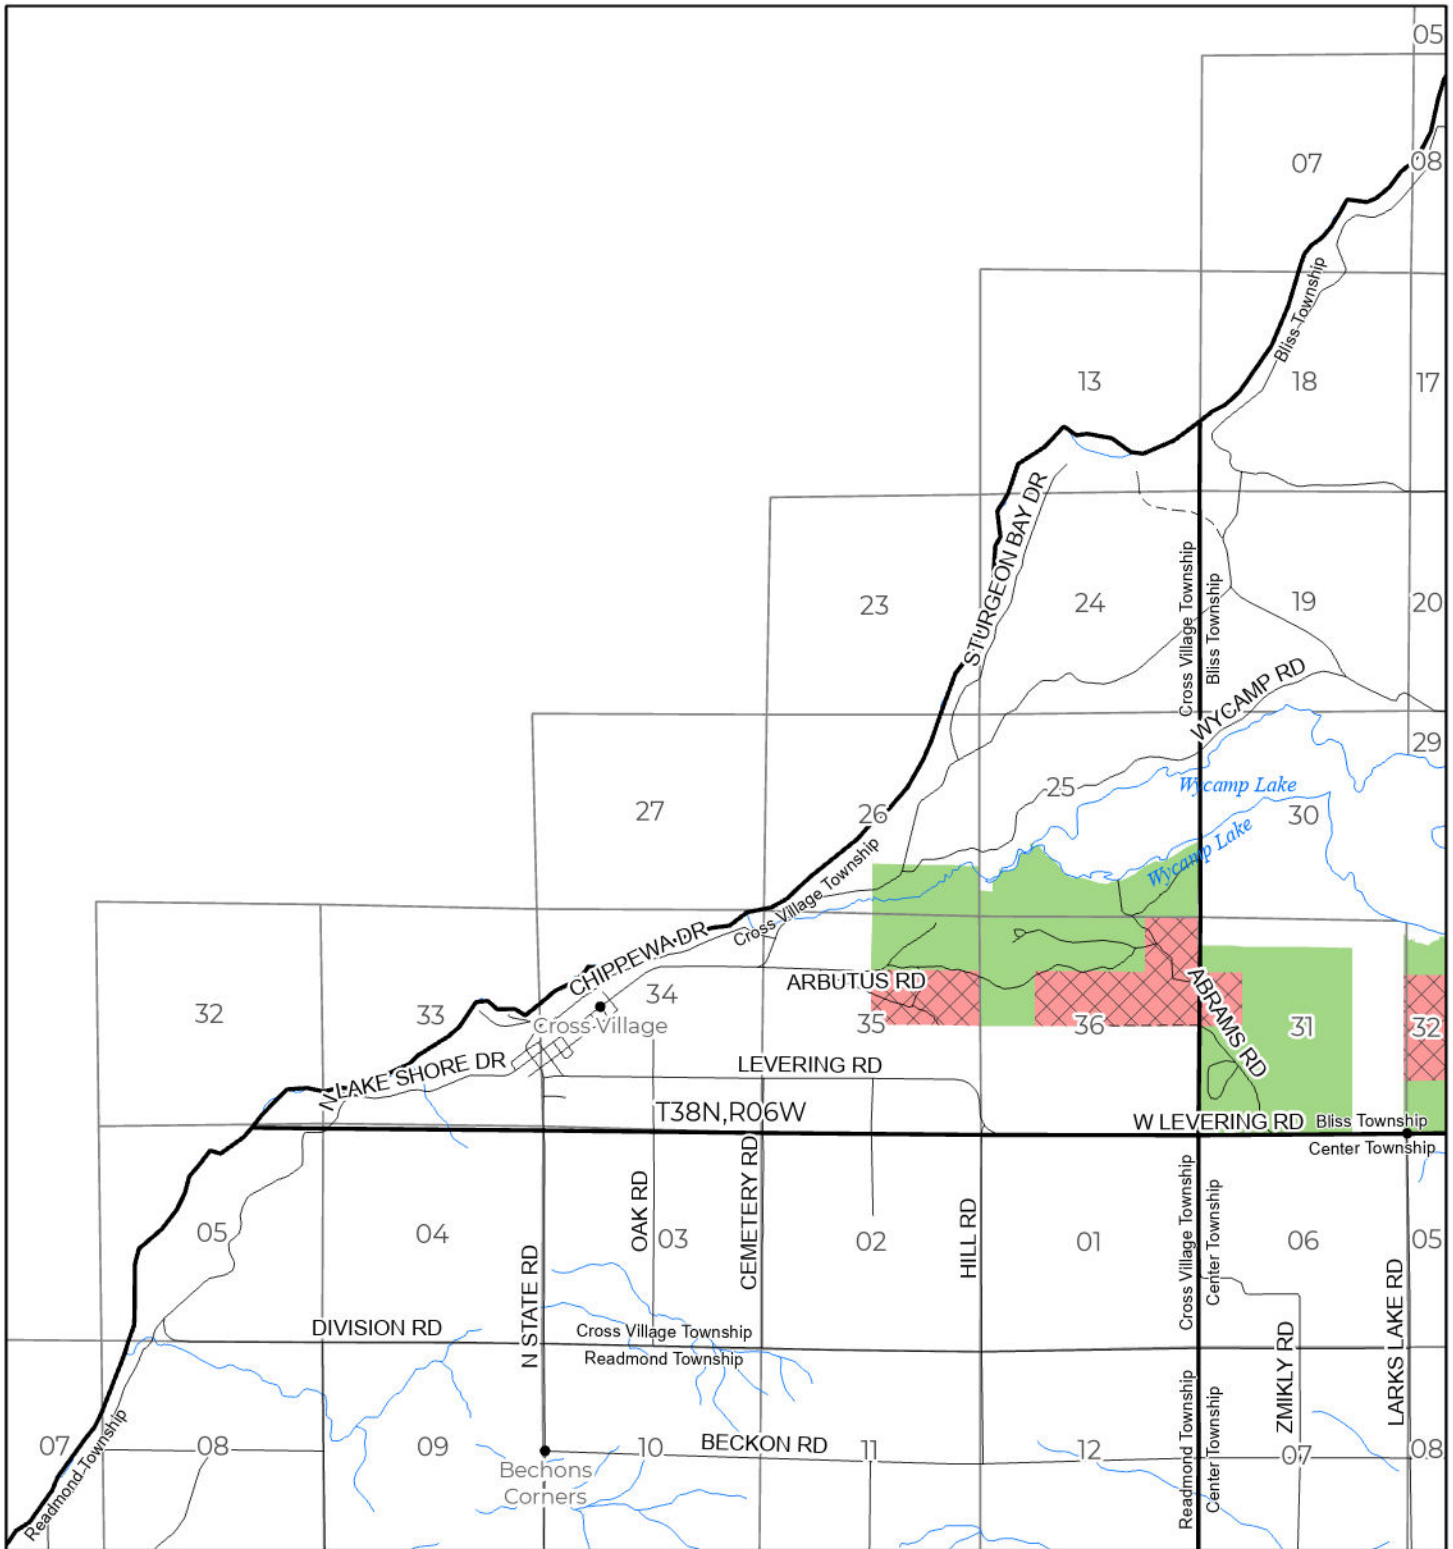 05
07
08
Bliss Township
13
18
17
STURGEON BAY DR
23
24
Cross Village Township
Bliss Township
19
20
WYCAMP RD
29
27
26
25
Wycamp Lake
30
Wycamp Lake
Cross Village Township
CHIPPEWA DR
32
33
34
ARBUTUS RD
35
36
ABRAMS RD
31
32
Cross Village
N LAKE SHORE DR
LEVERING RD
T38N,R06W
W LEVERING RD
Bliss Township
Center Township
05
04
OAK RD
03
CEMETERY RD
02
HILL RD
01
Cross Village Township
Center Township
06
05
N STATE RD
LARKS LAKE RD
DIVISION RD
Cross Village Township
Readmond Township
ZMIKLY RD
Readmond Township
07
08
09
10
BECKON RD
11
12
Readmond Township
Center Township
07
08
Bechons
Corners